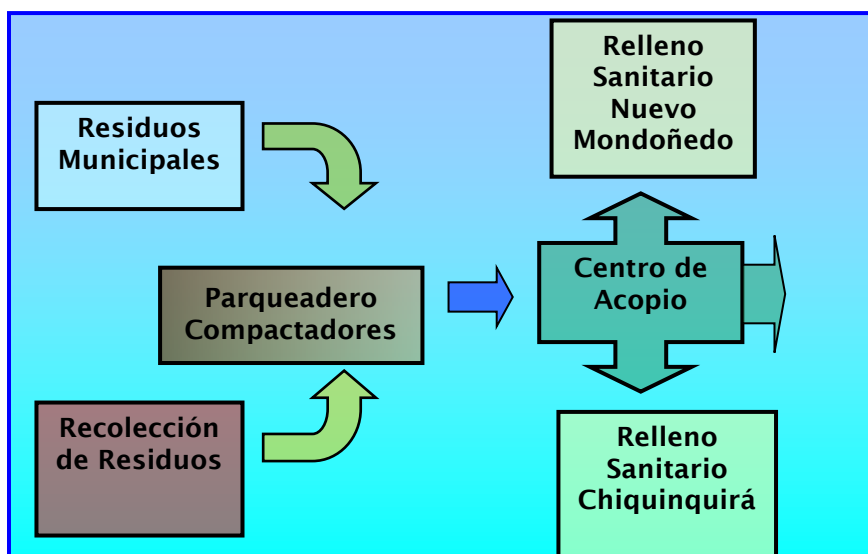 Residuos
Municipales
Relleno
Sanitario
Nuevo
Mondoñedo
Parqueadero
Compactadores
Centro de
Acopio
Recolección
de Residuos
Relleno
Sanitario
Chiquinquirá